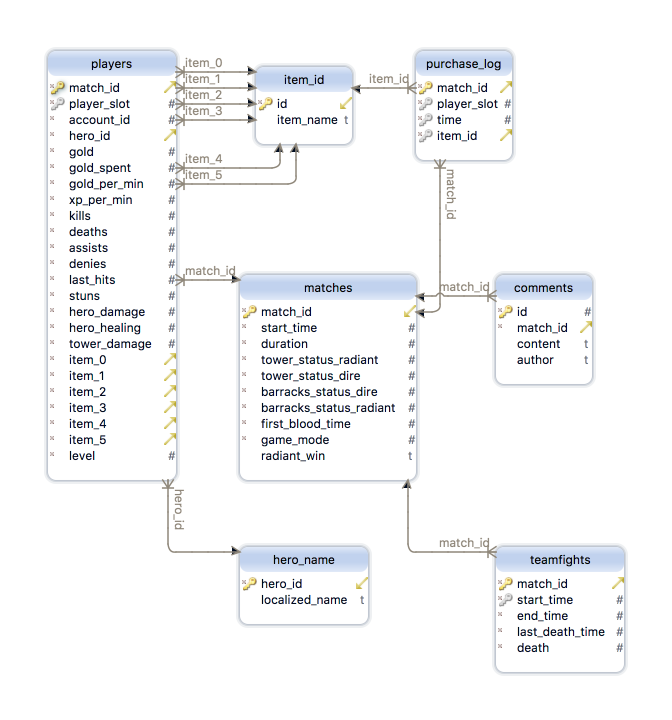 players
match_id
player_slot #
account_id #
hero_id
gold #
gold_spent #
gold_per_min #
xp_per_min #
kills #
deaths #
assists #
denies #
last_hits #
stuns #
hero_damage #
hero_healing #
tower_damage #
item_0
item_1
item_2
item_3
item_4
item_5
level #
item_0
item_1
item_2
item_3
item_4
item_5
item_id
id
item_name t
item_id
purchase_log
match_id
player_slot #
time #
item_id
match_id
match_id
matches
match_id
start_time #
duration #
tower_status_radiant #
tower_status_dire #
barracks_status_dire #
barracks_status_radiant #
first_blood_time #
game_mode #
radiant_win t
match_id
comments
id #
match_id
content t
author t
hero_id
hero_name
hero_id
localized_name t
match_id
teamfights
match_id
start_time #
end_time #
last_death_time #
death #